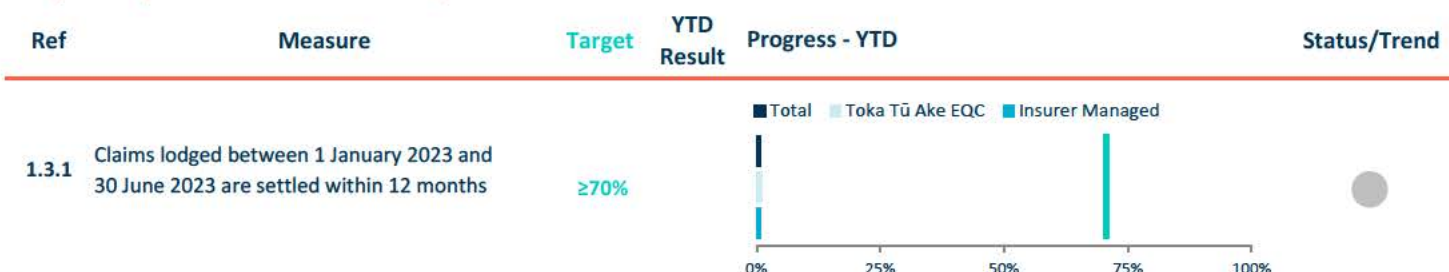 Ref Measure Target YTD Result Progress - YTD Status/Trend
Total Toka Tū Ake EQC Insurer Managed
1.3.1 Claims lodged between 1 January 2023 and
30 June 2023 are settled within 12 months
≥70%
0% 25% 50% 75% 100%